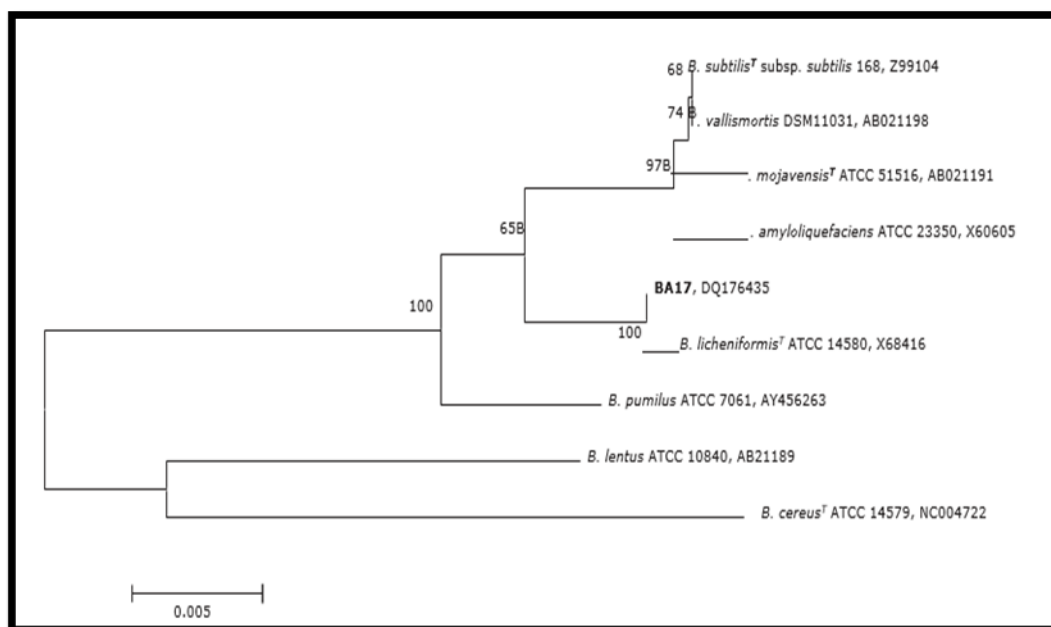 68 B. subtilisᵀ subsp. subtilis 168, Z99104
74 B
. vallismortis DSM11031, AB021198
97B
. mojavensisᵀ ATCC 51516, AB021191
65B
. amyloliquefaciens ATCC 23350, X60605
BA17, DQ176435
100
100
B. licheniformisᵀ ATCC 14580, X68416
B. pumilus ATCC 7061, AY456263
B. lentus ATCC 10840, AB21189
B. cereusᵀ ATCC 14579, NC004722
0.005